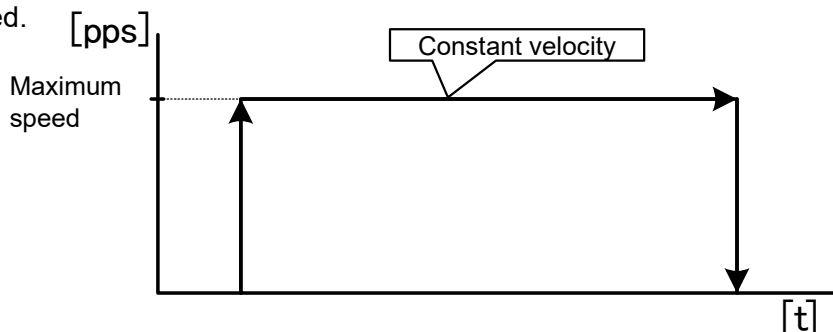 ed.
[pps]
Constant velocity
Maximum
speed
[t]